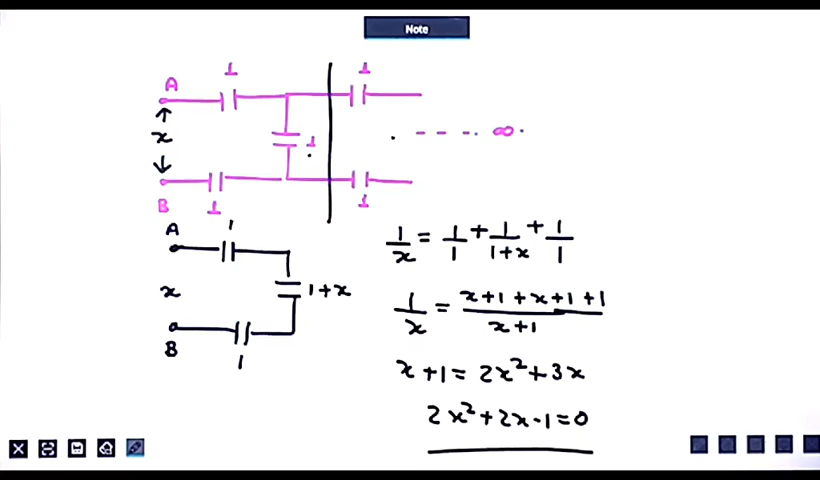 Note
1
1
A
x
1
∞
B
1
1
A
1
1/x = 1/1 + 1/(1+x) + 1/1
x
1+x
1/x = (x+1+x+1+1)/(x+1)
B
1
x+1 = 2x²+3x
2x²+2x-1=0